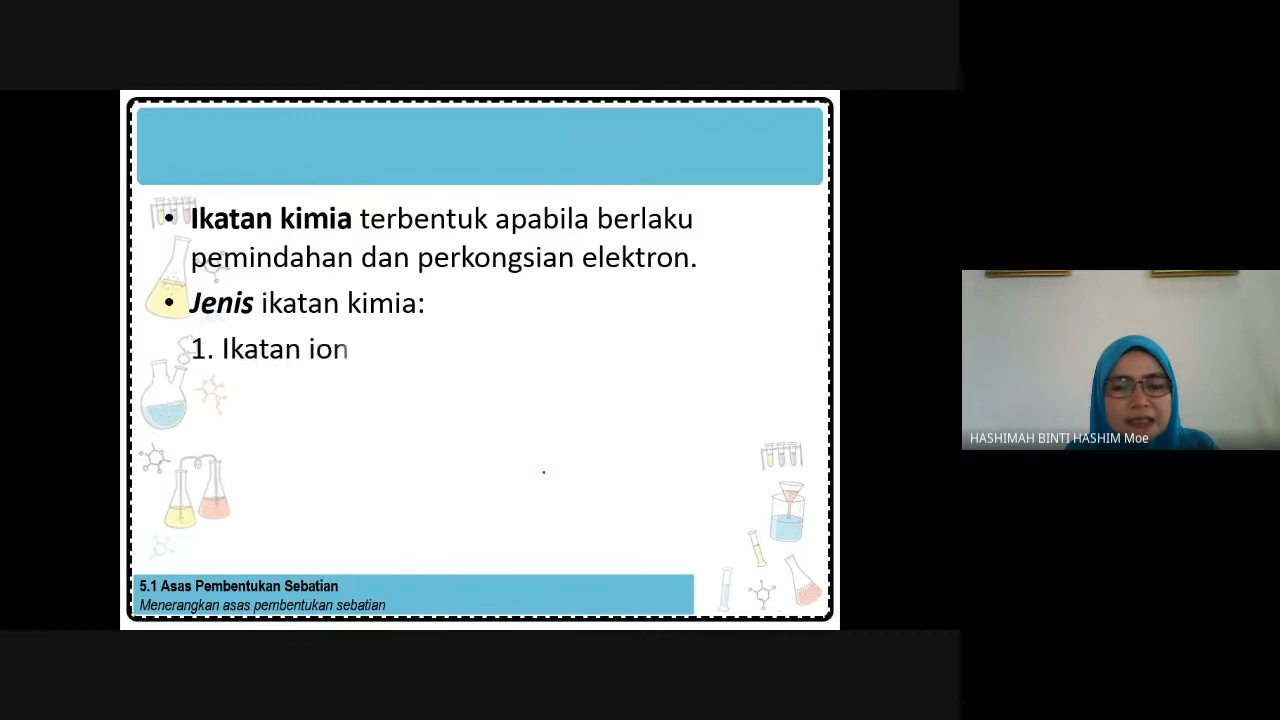 • Ikatan kimia terbentuk apabila berlaku
pemindahan dan perkongsian elektron.
• Jenis ikatan kimia:
1. Ikatan ion
5.1 Asas Pembentukan Sebatian
Menerangkan asas pembentukan sebatian
HASHIMAH BINTI HASHIM Moe